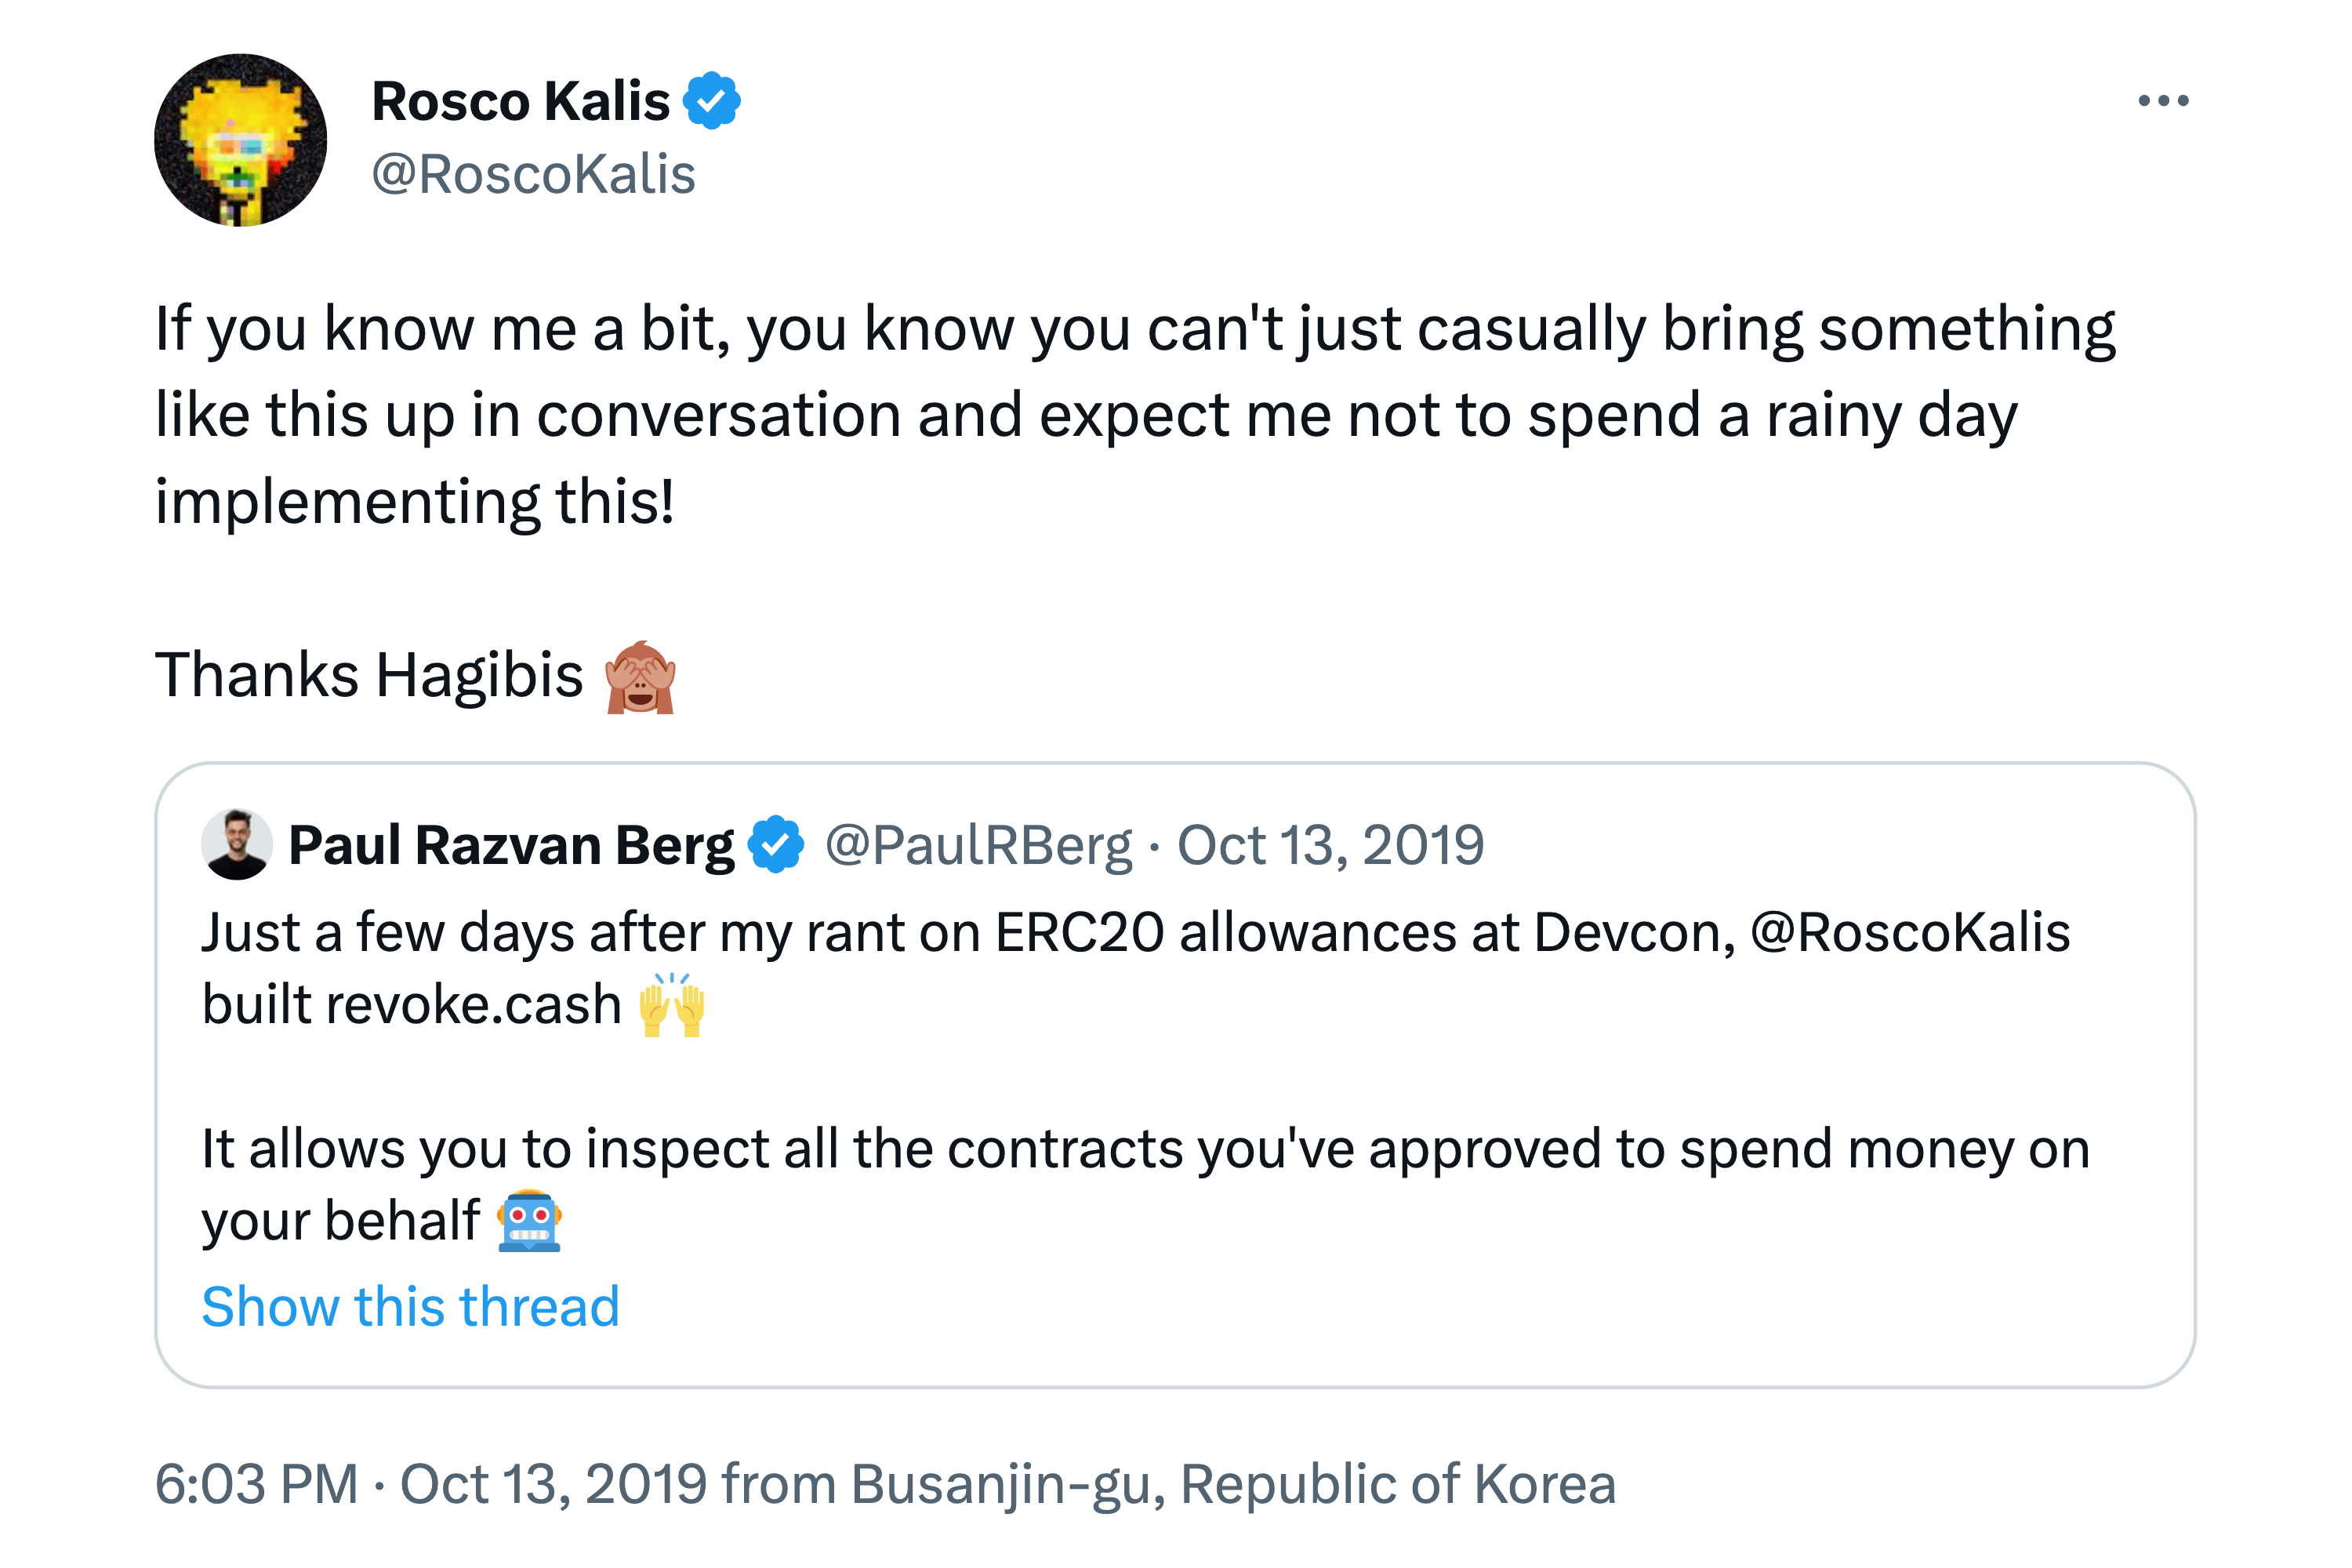 Rosco Kalis
@RoscoKalis
If you know me a bit, you know you can't just casually bring something
like this up in conversation and expect me not to spend a rainy day
implementing this!
Thanks Hagibis 🙈
Paul Razvan Berg @PaulRBerg · Oct 13, 2019
Just a few days after my rant on ERC20 allowances at Devcon, @RoscoKalis
built revoke.cash 🙌
It allows you to inspect all the contracts you've approved to spend money on
your behalf 🤖
Show this thread
6:03 PM · Oct 13, 2019 from Busanjin-gu, Republic of Korea